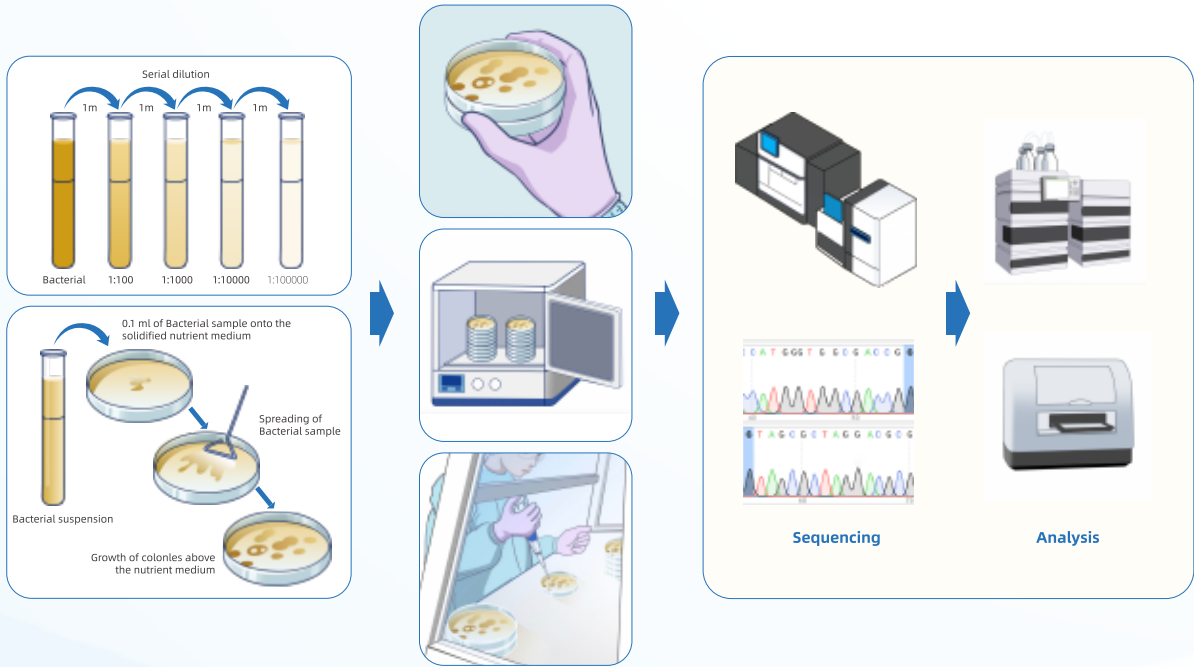 Serial dilution
1m 1m 1m 1m
Bacterial 1:100 1:1000 1:10000 1:100000
0.1 ml of Bacterial sample onto the
solidified nutrient medium
Spreading of
Bacterial sample
Bacterial suspension
Growth of colonles above
the nutrient medium
C A T G G G T G G C G A C C G
T A G C G C T A G G A C G C G
Sequencing
Analysis